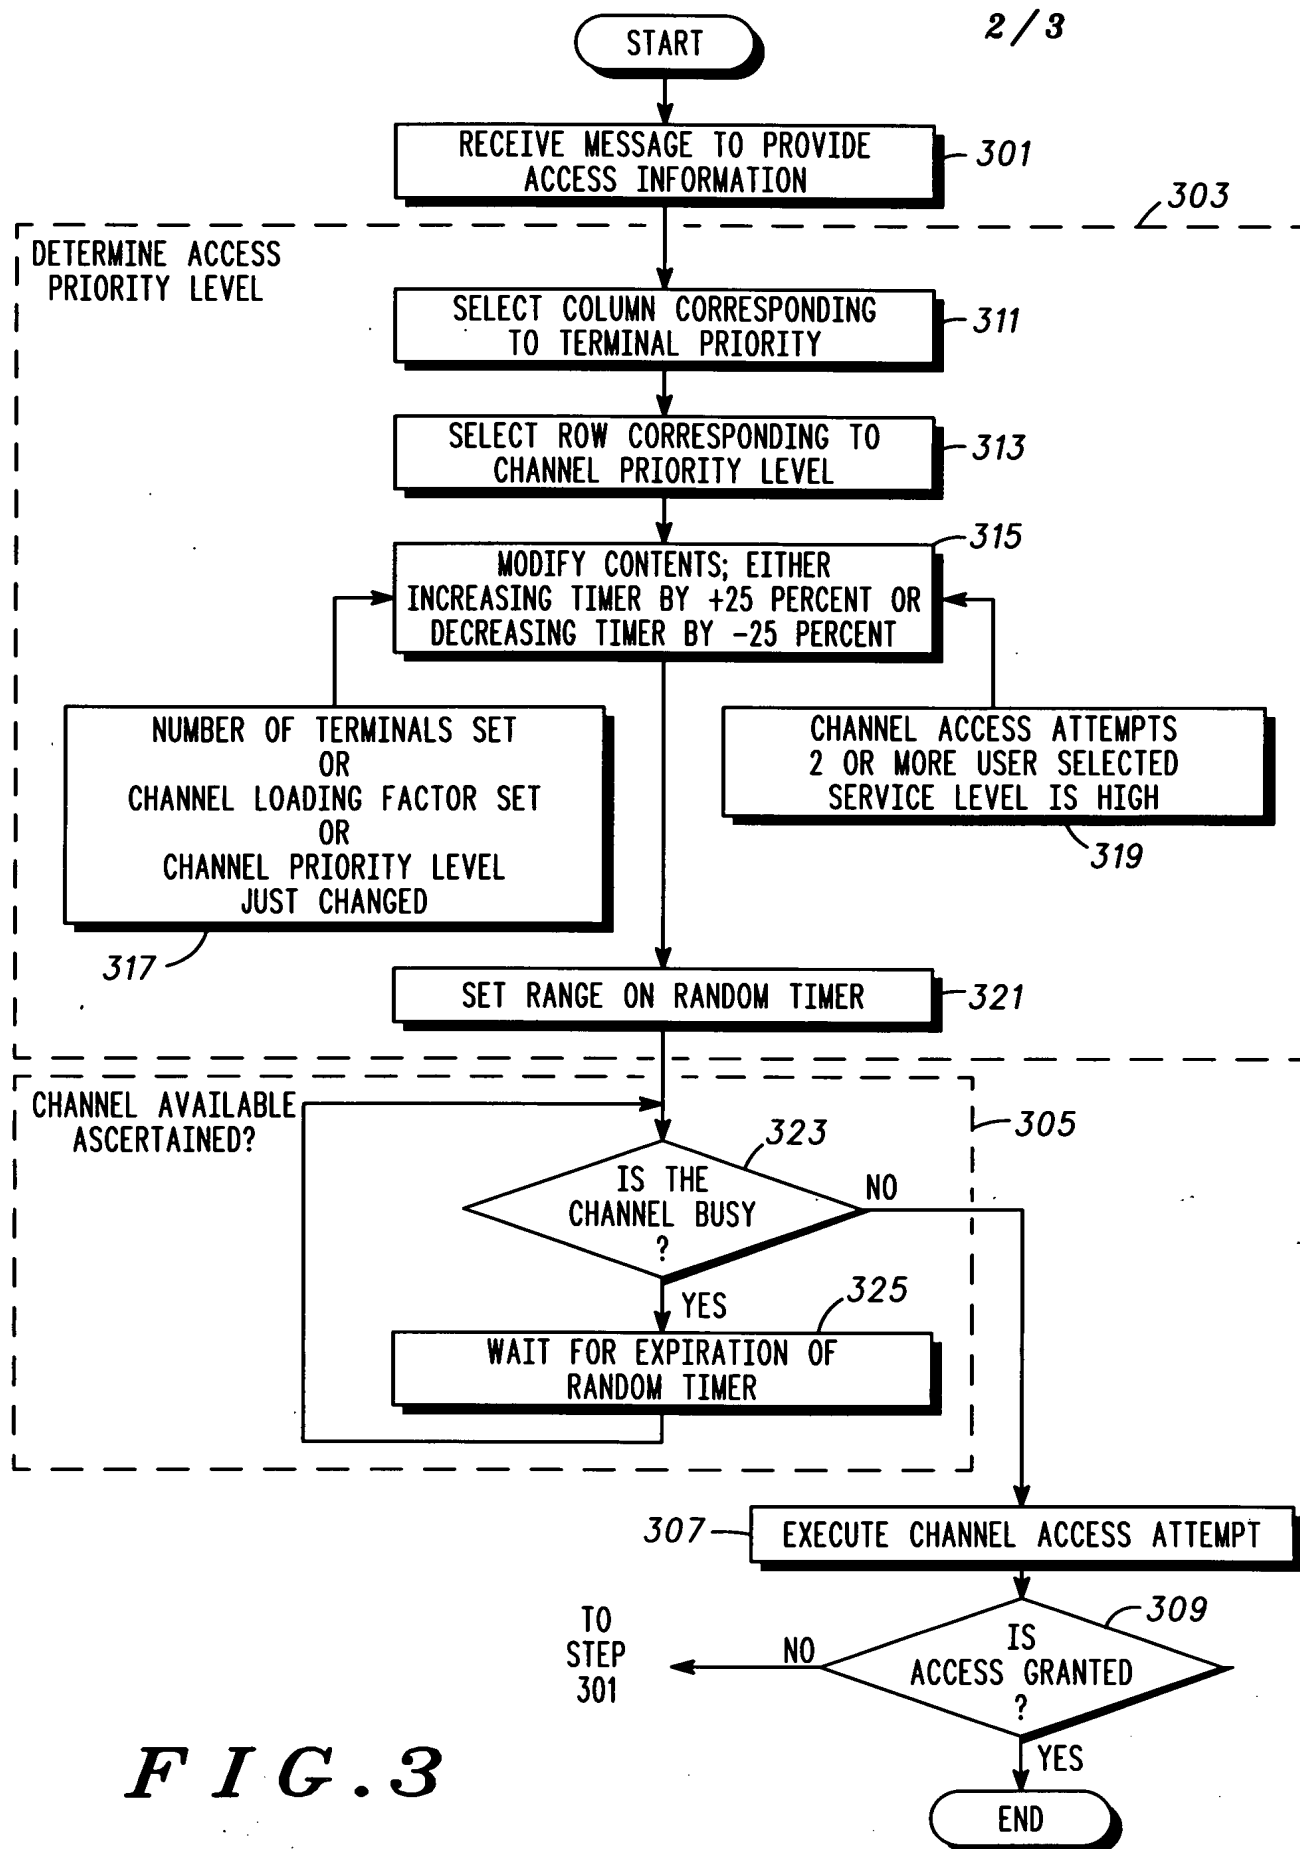 2/3
START
RECEIVE MESSAGE TO PROVIDE
ACCESS INFORMATION
301
303
DETERMINE ACCESS
PRIORITY LEVEL
SELECT COLUMN CORRESPONDING
TO TERMINAL PRIORITY
311
SELECT ROW CORRESPONDING TO
CHANNEL PRIORITY LEVEL
313
315
MODIFY CONTENTS; EITHER
INCREASING TIMER BY +25 PERCENT OR
DECREASING TIMER BY -25 PERCENT
NUMBER OF TERMINALS SET
OR
CHANNEL LOADING FACTOR SET
OR
CHANNEL PRIORITY LEVEL
JUST CHANGED
317
CHANNEL ACCESS ATTEMPTS
2 OR MORE USER SELECTED
SERVICE LEVEL IS HIGH
319
SET RANGE ON RANDOM TIMER
321
CHANNEL AVAILABLE
ASCERTAINED?
305
323
IS THE
CHANNEL BUSY
?
NO
YES
325
WAIT FOR EXPIRATION OF
RANDOM TIMER
307
EXECUTE CHANNEL ACCESS ATTEMPT
309
IS
ACCESS GRANTED
?
NO
TO
STEP
301
YES
END
FIG.3